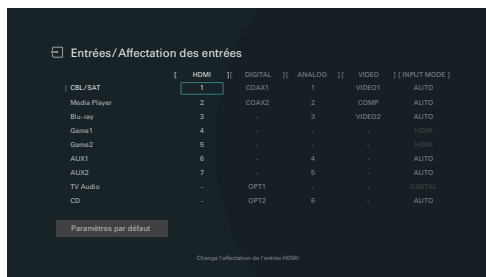 Entrées/Affectation des entrées
[ HDMI ][ DIGITAL ][ ANALOG ][ VIDEO ][ INPUT MODE ]
CBL/SAT 1 COAX1 1 VIDEO1 AUTO
Media Player 2 COAX2 2 COMP AUTO
Blu-ray 3 - 3 VIDEO2 AUTO
Game1 4 - - - HDMI
Game2 5 - - - HDMI
AUX1 6 - 4 - AUTO
AUX2 7 - 5 - AUTO
TV Audio - OPT1 - - DIGITAL
CD - OPT2 6 - AUTO
Paramètres par défaut
Change l'affectation de l'entrée HDMI.